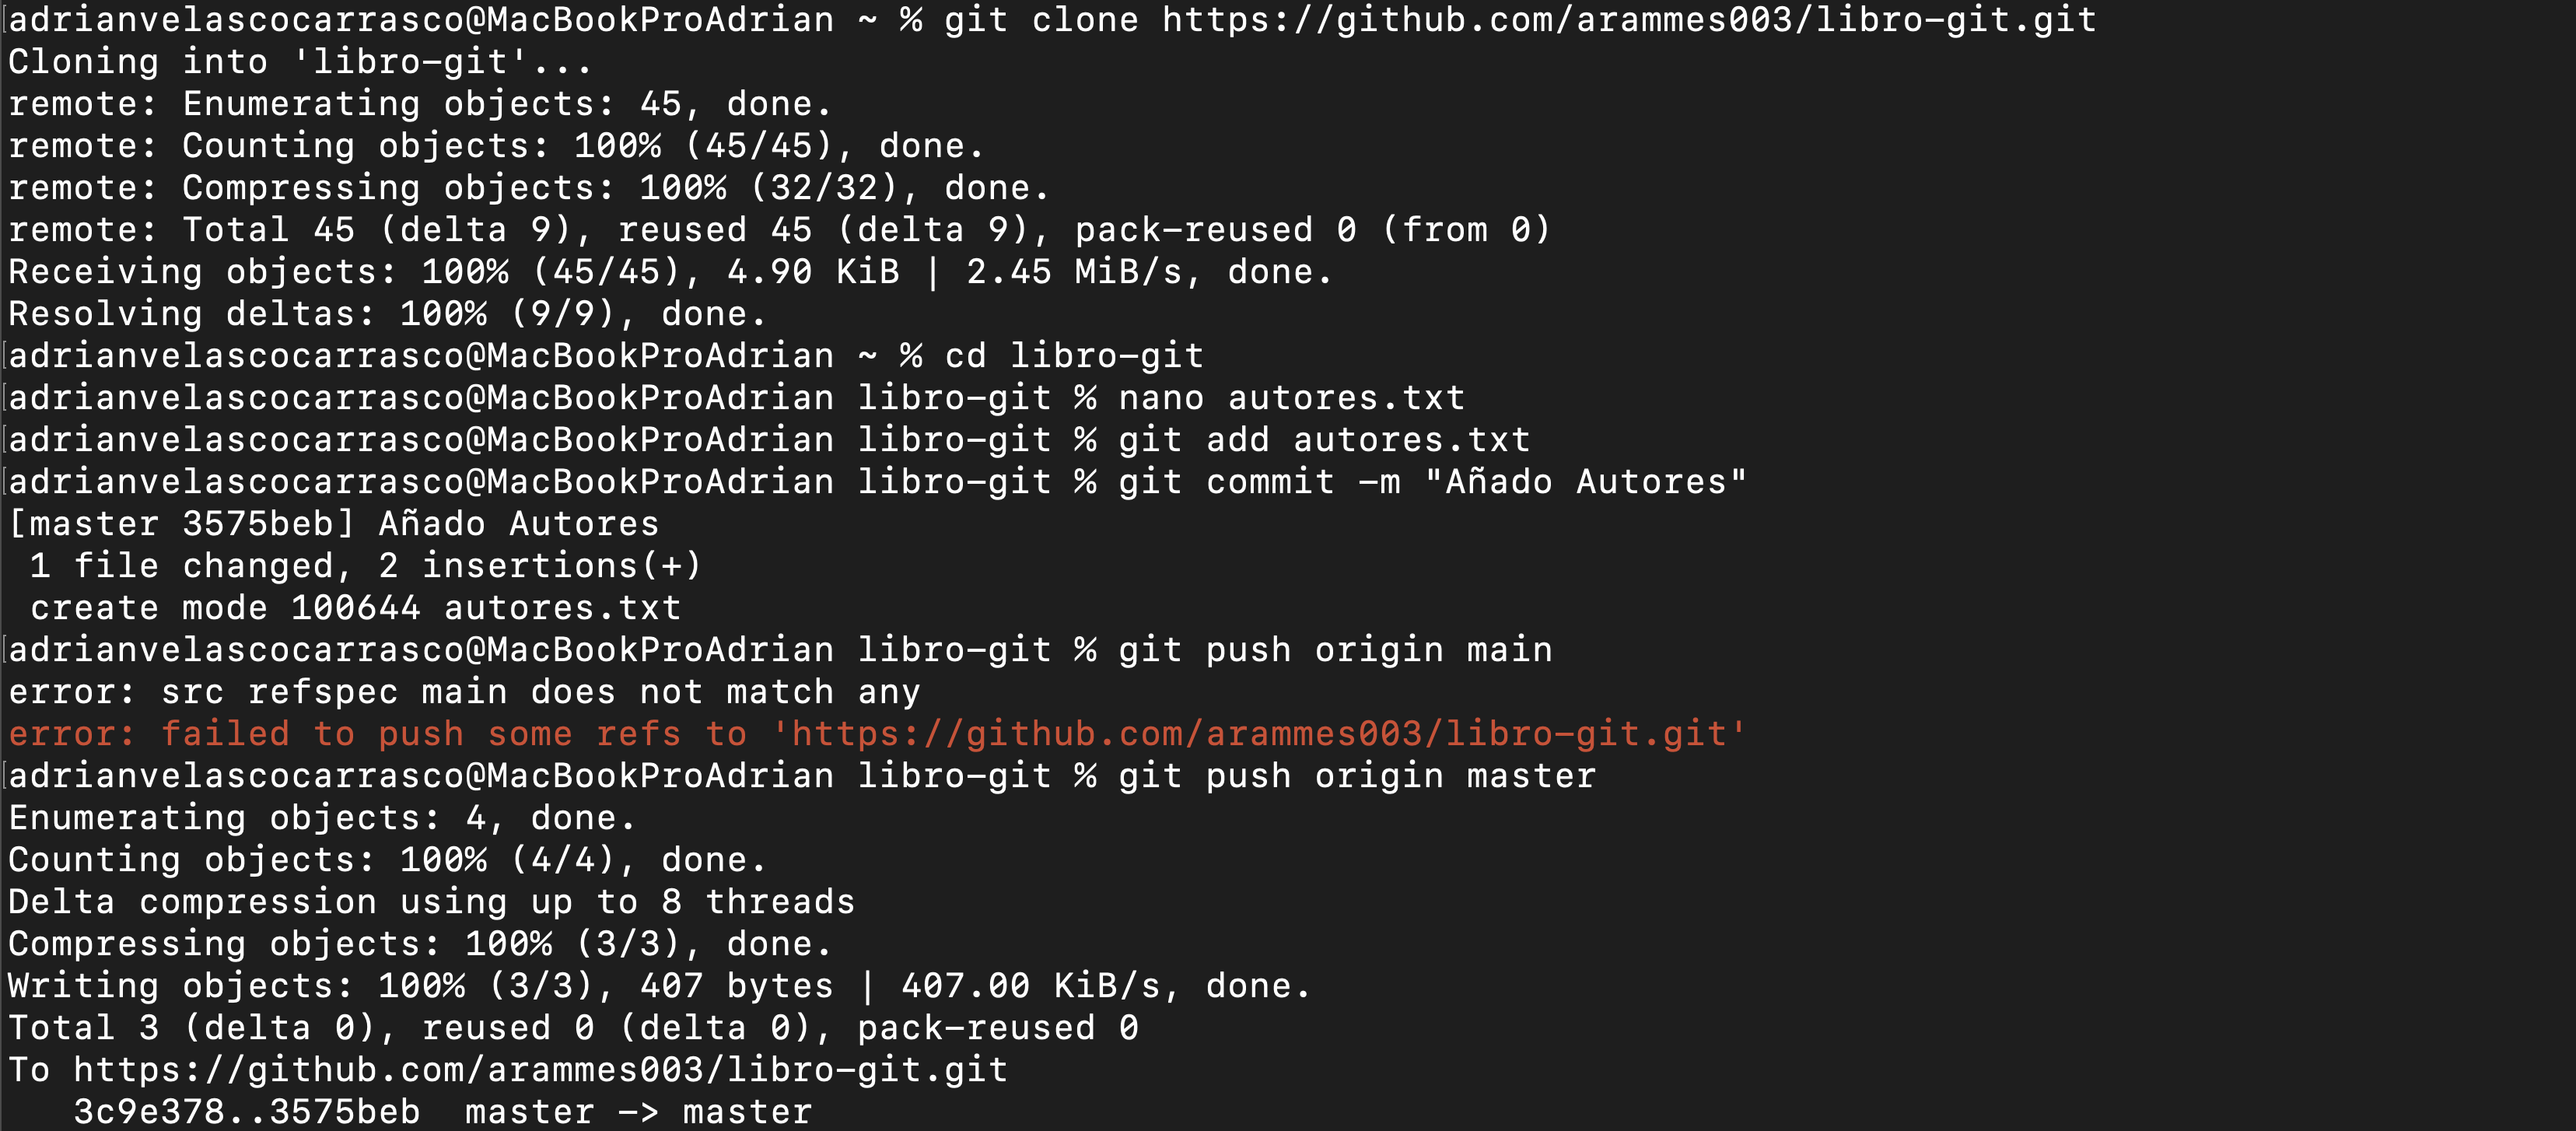 [adrianvelascocarrasco@MacBookProAdrian ~ % git clone https://github.com/arammes003/libro-git.git
Cloning into 'libro-git'...
remote: Enumerating objects: 45, done.
remote: Counting objects: 100% (45/45), done.
remote: Compressing objects: 100% (32/32), done.
remote: Total 45 (delta 9), reused 45 (delta 9), pack-reused 0 (from 0)
Receiving objects: 100% (45/45), 4.90 KiB | 2.45 MiB/s, done.
Resolving deltas: 100% (9/9), done.
[adrianvelascocarrasco@MacBookProAdrian ~ % cd libro-git
[adrianvelascocarrasco@MacBookProAdrian libro-git % nano autores.txt
[adrianvelascocarrasco@MacBookProAdrian libro-git % git add autores.txt
[adrianvelascocarrasco@MacBookProAdrian libro-git % git commit -m "Añado Autores"
[master 3575beb] Añado Autores
 1 file changed, 2 insertions(+)
 create mode 100644 autores.txt
[adrianvelascocarrasco@MacBookProAdrian libro-git % git push origin main
error: src refspec main does not match any
error: failed to push some refs to 'https://github.com/arammes003/libro-git.git'
[adrianvelascocarrasco@MacBookProAdrian libro-git % git push origin master
Enumerating objects: 4, done.
Counting objects: 100% (4/4), done.
Delta compression using up to 8 threads
Compressing objects: 100% (3/3), done.
Writing objects: 100% (3/3), 407 bytes | 407.00 KiB/s, done.
Total 3 (delta 0), reused 0 (delta 0), pack-reused 0
To https://github.com/arammes003/libro-git.git
   3c9e378..3575beb  master -> master